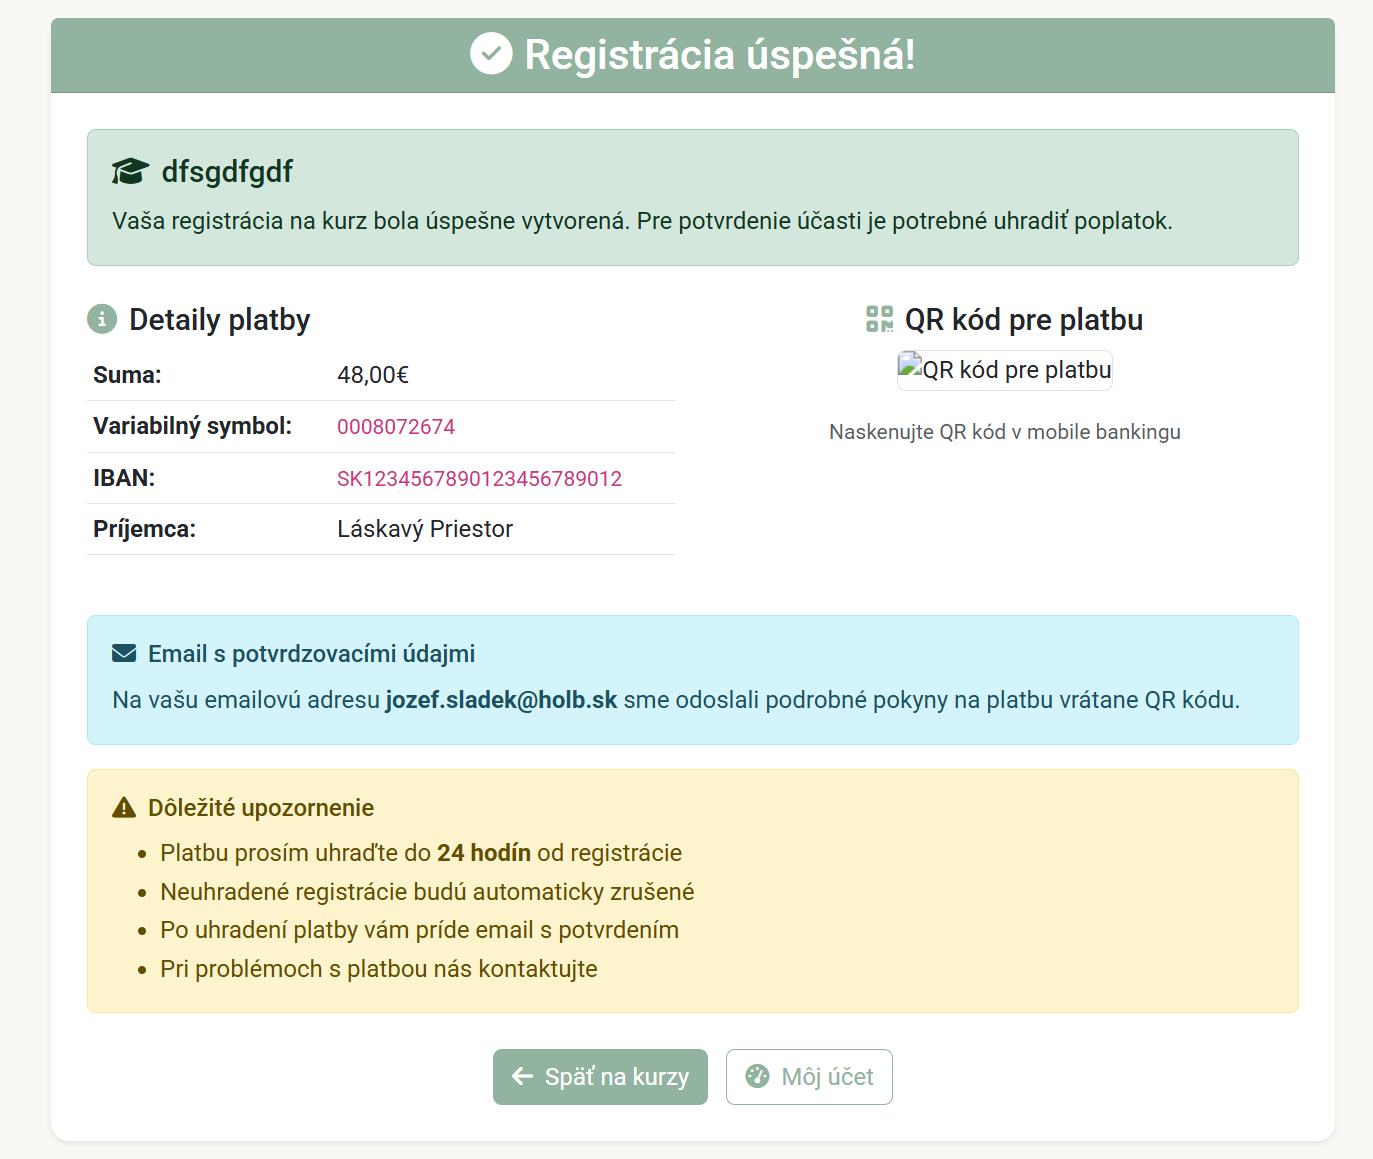 Registrácia úspešná!
dfsgdfgdf
Vaša registrácia na kurz bola úspešne vytvorená. Pre potvrdenie účasti je potrebné uhradiť poplatok.
Detaily platby
Suma: 48,00€
Variabilný symbol: 0008072674
IBAN: SK1234567890123456789012
Príjemca: Láskavý Priestor
QR kód pre platbu
QR kód pre platbu
Naskenujte QR kód v mobile bankingu
Email s potvrdzovacími údajmi
Na vašu emailovú adresu jozef.sladek@holb.sk sme odoslali podrobné pokyny na platbu vrátane QR kódu.
Dôležité upozornenie
Platbu prosím uhraďte do 24 hodín od registrácie
Neuhradené registrácie budú automaticky zrušené
Po uhradení platby vám príde email s potvrdením
Pri problémoch s platbou nás kontaktujte
Späť na kurzy
Môj účet